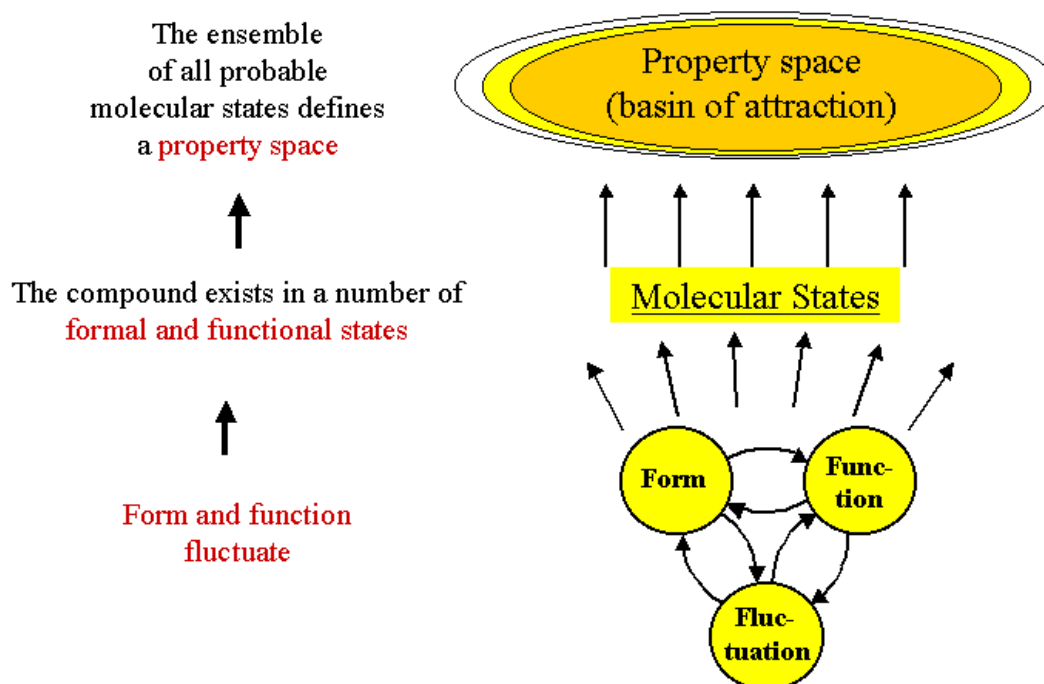 The ensemble
of all probable
molecular states defines
a property space
Property space
(basin of attraction)
The compound exists in a number of
formal and functional states
Molecular States
Form and function
fluctuate
Form
Func-
tion
Fluc-
tuation